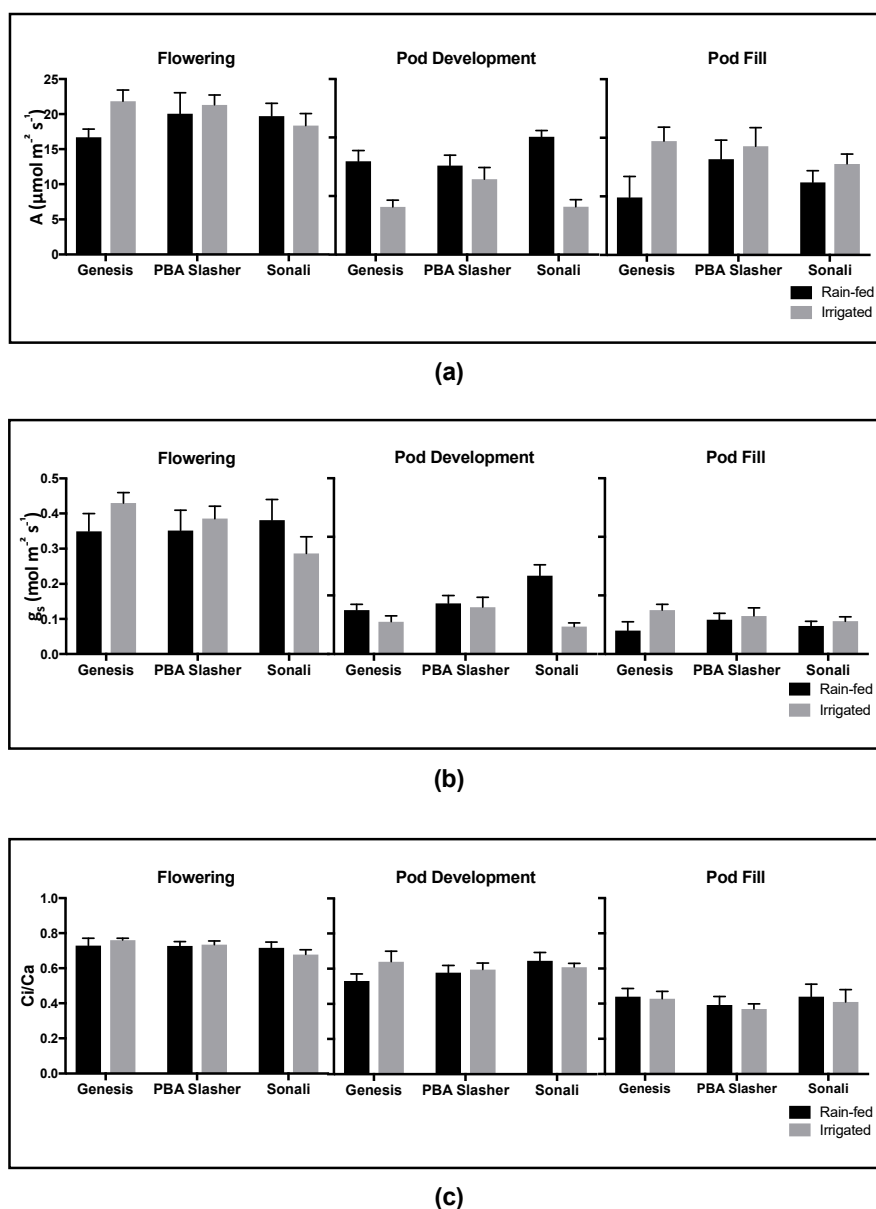 Flowering Pod Development Pod Fill
25
20
15
10
5
0
A (μmol m⁻² s⁻¹)
Genesis PBA Slasher Sonali Genesis PBA Slasher Sonali Genesis PBA Slasher Sonali
Rain-fed
Irrigated
(a)
Flowering Pod Development Pod Fill
0.5
0.4
0.3
0.2
0.1
0.0
gs (mol m⁻² s⁻¹)
Genesis PBA Slasher Sonali Genesis PBA Slasher Sonali Genesis PBA Slasher Sonali
Rain-fed
Irrigated
(b)
Flowering Pod Development Pod Fill
1.0
0.8
0.6
0.4
0.2
0.0
Ci/Ca
Genesis PBA Slasher Sonali Genesis PBA Slasher Sonali Genesis PBA Slasher Sonali
Rain-fed
Irrigated
(c)